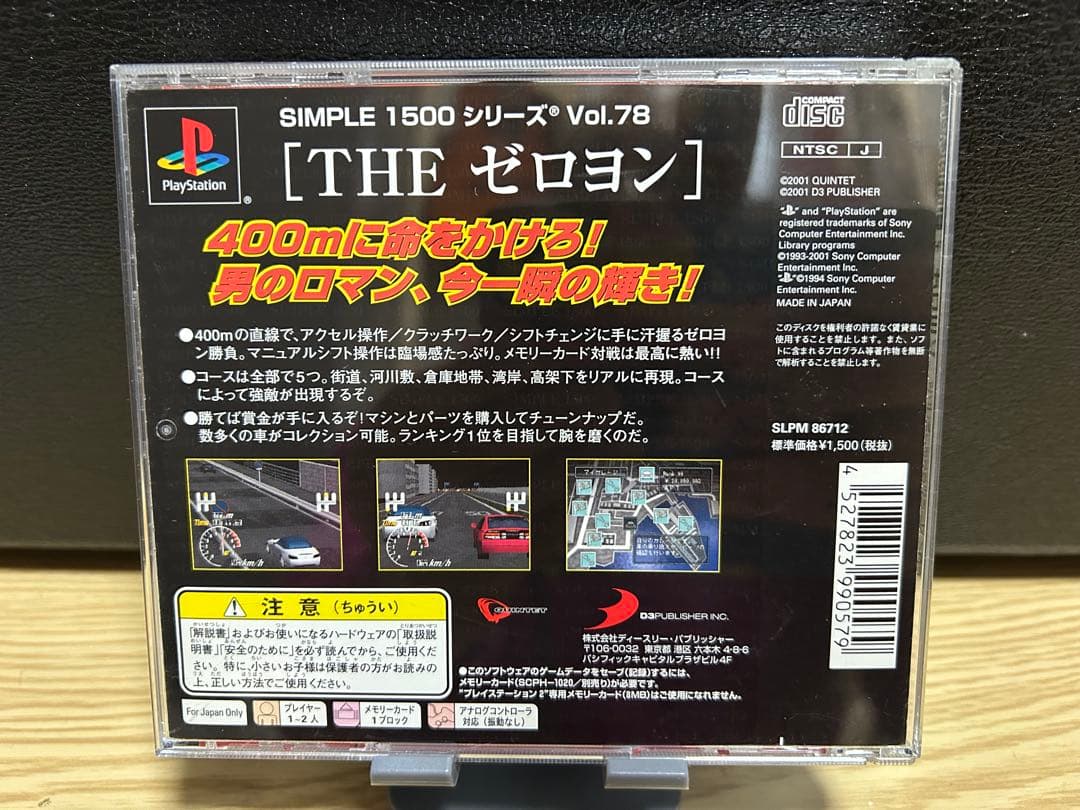 SIMPLE 1500 シリーズ® Vol.78
[THE ゼロヨン]
PlayStation
®
400mに命をかけろ!
男のロマン、今一瞬の輝き!
COMPACT
disc
NTSC J
©2001 QUINTET
©2001 D3 PUBLISHER
" " and "PlayStation" are
registered trademarks of Sony
Computer Entertainment Inc.
Library programs
©1993-2001 Sony Computer
Entertainment Inc.
" "©1994 Sony Computer
Entertainment Inc.
MADE IN JAPAN
このディスクを権利者の許諾なく賃貸業に
使用することを禁止します。また、ソフ
トに含まれるプログラム等著作物を無断
で解析することを禁止します。
●400mの直線で、アクセル操作/クラッチワーク/シフトチェンジに手に汗握るゼロヨ
ン勝負。マニュアルシフト操作は臨場感たっぷり。メモリーカード対戦は最高に熱い!!
●コースは全部で5つ。街道、河川敷、倉庫地帯、湾岸、高架下をリアルに再現。コース
によって強敵が出現するぞ。
●勝てば賞金が手に入るぞ!マシンとパーツを購入してチューンナップだ。
数多くの車がコレクション可能。ランキング1位を目指して腕を磨くのだ。
SLPM 86712
標準価格¥1,500(税抜)
4 527823 990579
マイガレージ
km/h
km/h
注意(ちゅうい)
「解説書」およびお使いになるハードウェアの「取扱説
明書」「安全のために」を必ず読んでから、ご使用くだ
さい。特に、小さいお子様は保護者の方がお読みの
上、正しい方法でご使用ください。
QUINTET
D3PUBLISHER INC.
株式会社ディースリー・パブリッシャー
〒106-0032 東京都 港区 六本木 4-8-6
パシフィックキャピタルプラザビル4F
●このソフトウェアのゲームデータをセーブ(記録)するには、
メモリーカード(SCPH-1020/別売り)が必要です。
"プレイステーション 2"専用メモリーカード(8MB)はご使用になれません。
For Japan Only
プレイヤー
1~2人
メモリーカード
1ブロック
アナログコントローラ
対応(振動なし)